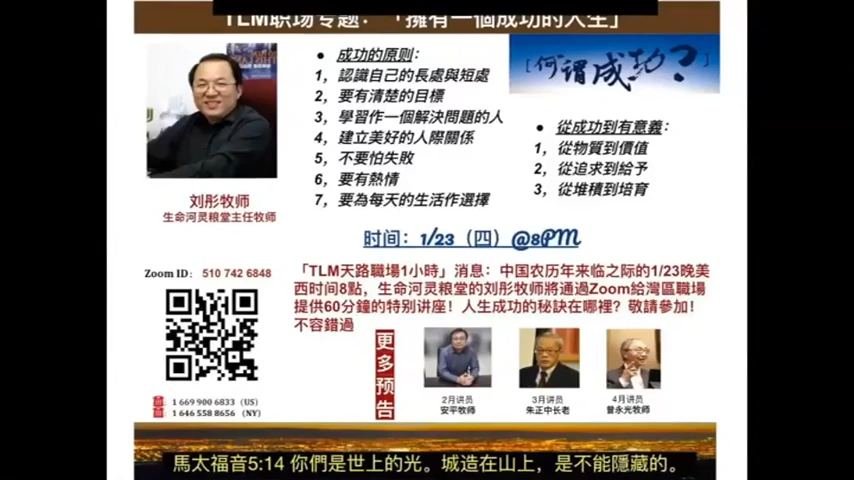 TLM职场专题：「擁有一個成功的人生」
刘彤牧师
生命河灵粮堂主任牧师
• 成功的原则：
1，認識自己的長處與短處
2，要有清楚的目標
3，學習作一個解決問題的人
4，建立美好的人際關係
5，不要怕失敗
6，要有熱情
7，要為每天的生活作選擇
[何谓成功？]
• 從成功到有意義：
1，從物質到價值
2，從追求到給予
3，從堆積到培育
时间：1/23（四）@8PM
Zoom ID： 510 742 6848
1 669 900 6833 (US)
1 646 558 8656 (NY)
「TLM天路職場1小時」消息：中国农历年来临之际的1/23晚美
西时间8點，生命河灵粮堂的刘彤牧师將通過Zoom給灣區職場
提供60分鐘的特别讲座！人生成功的秘訣在哪裡？敬請參加！
不容錯過
更多预告
2月讲员
安平牧师
3月讲员
朱正中长老
4月讲员
曾永光牧师
馬太福音5:14 你們是世上的光。城造在山上，是不能隱藏的。